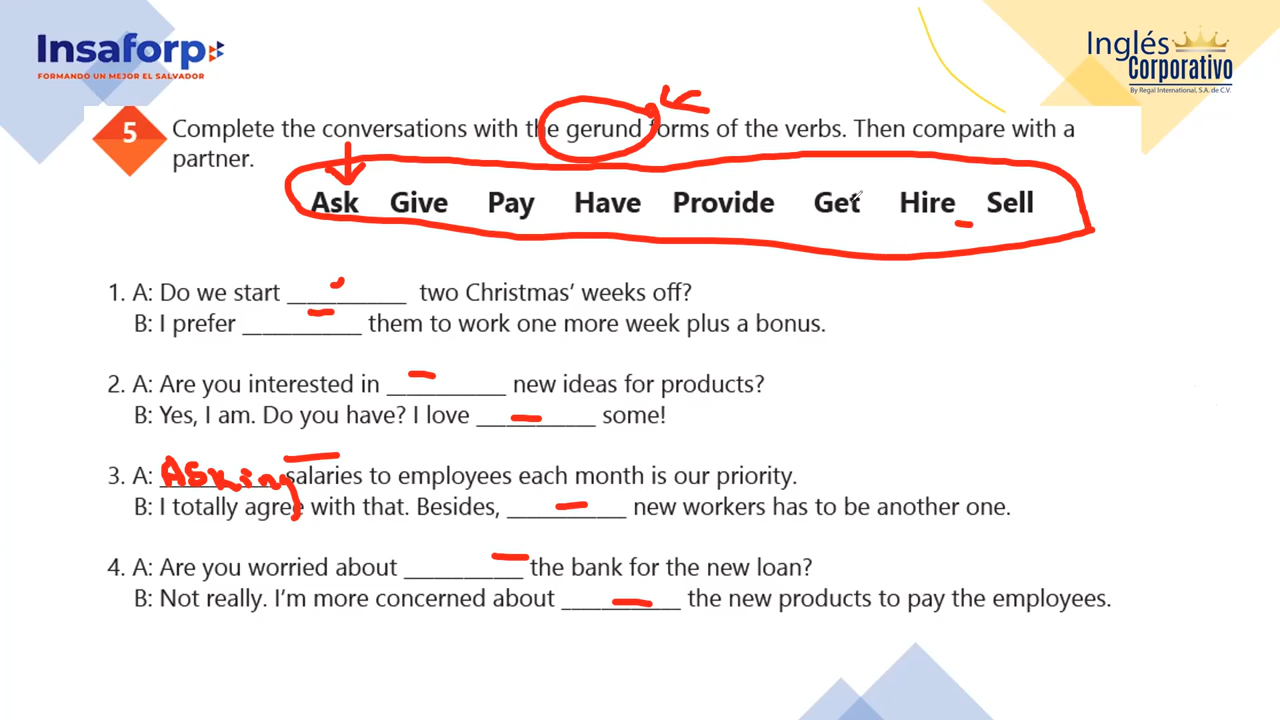 Insaforp
FORMANDO UN MEJOR EL SALVADOR
Inglés
Corporativo
By Regal International, S.A. de C.V.
5
Complete the conversations with the gerund forms of the verbs. Then compare with a
partner.
Ask Give Pay Have Provide Get Hire Sell
1. A: Do we start __________ two Christmas’ weeks off?
B: I prefer __________ them to work one more week plus a bonus.
2. A: Are you interested in __________ new ideas for products?
B: Yes, I am. Do you have? I love __________ some!
3. A: Asking salaries to employees each month is our priority.
B: I totally agree with that. Besides, __________ new workers has to be another one.
4. A: Are you worried about __________ the bank for the new loan?
B: Not really. I’m more concerned about __________ the new products to pay the employees.